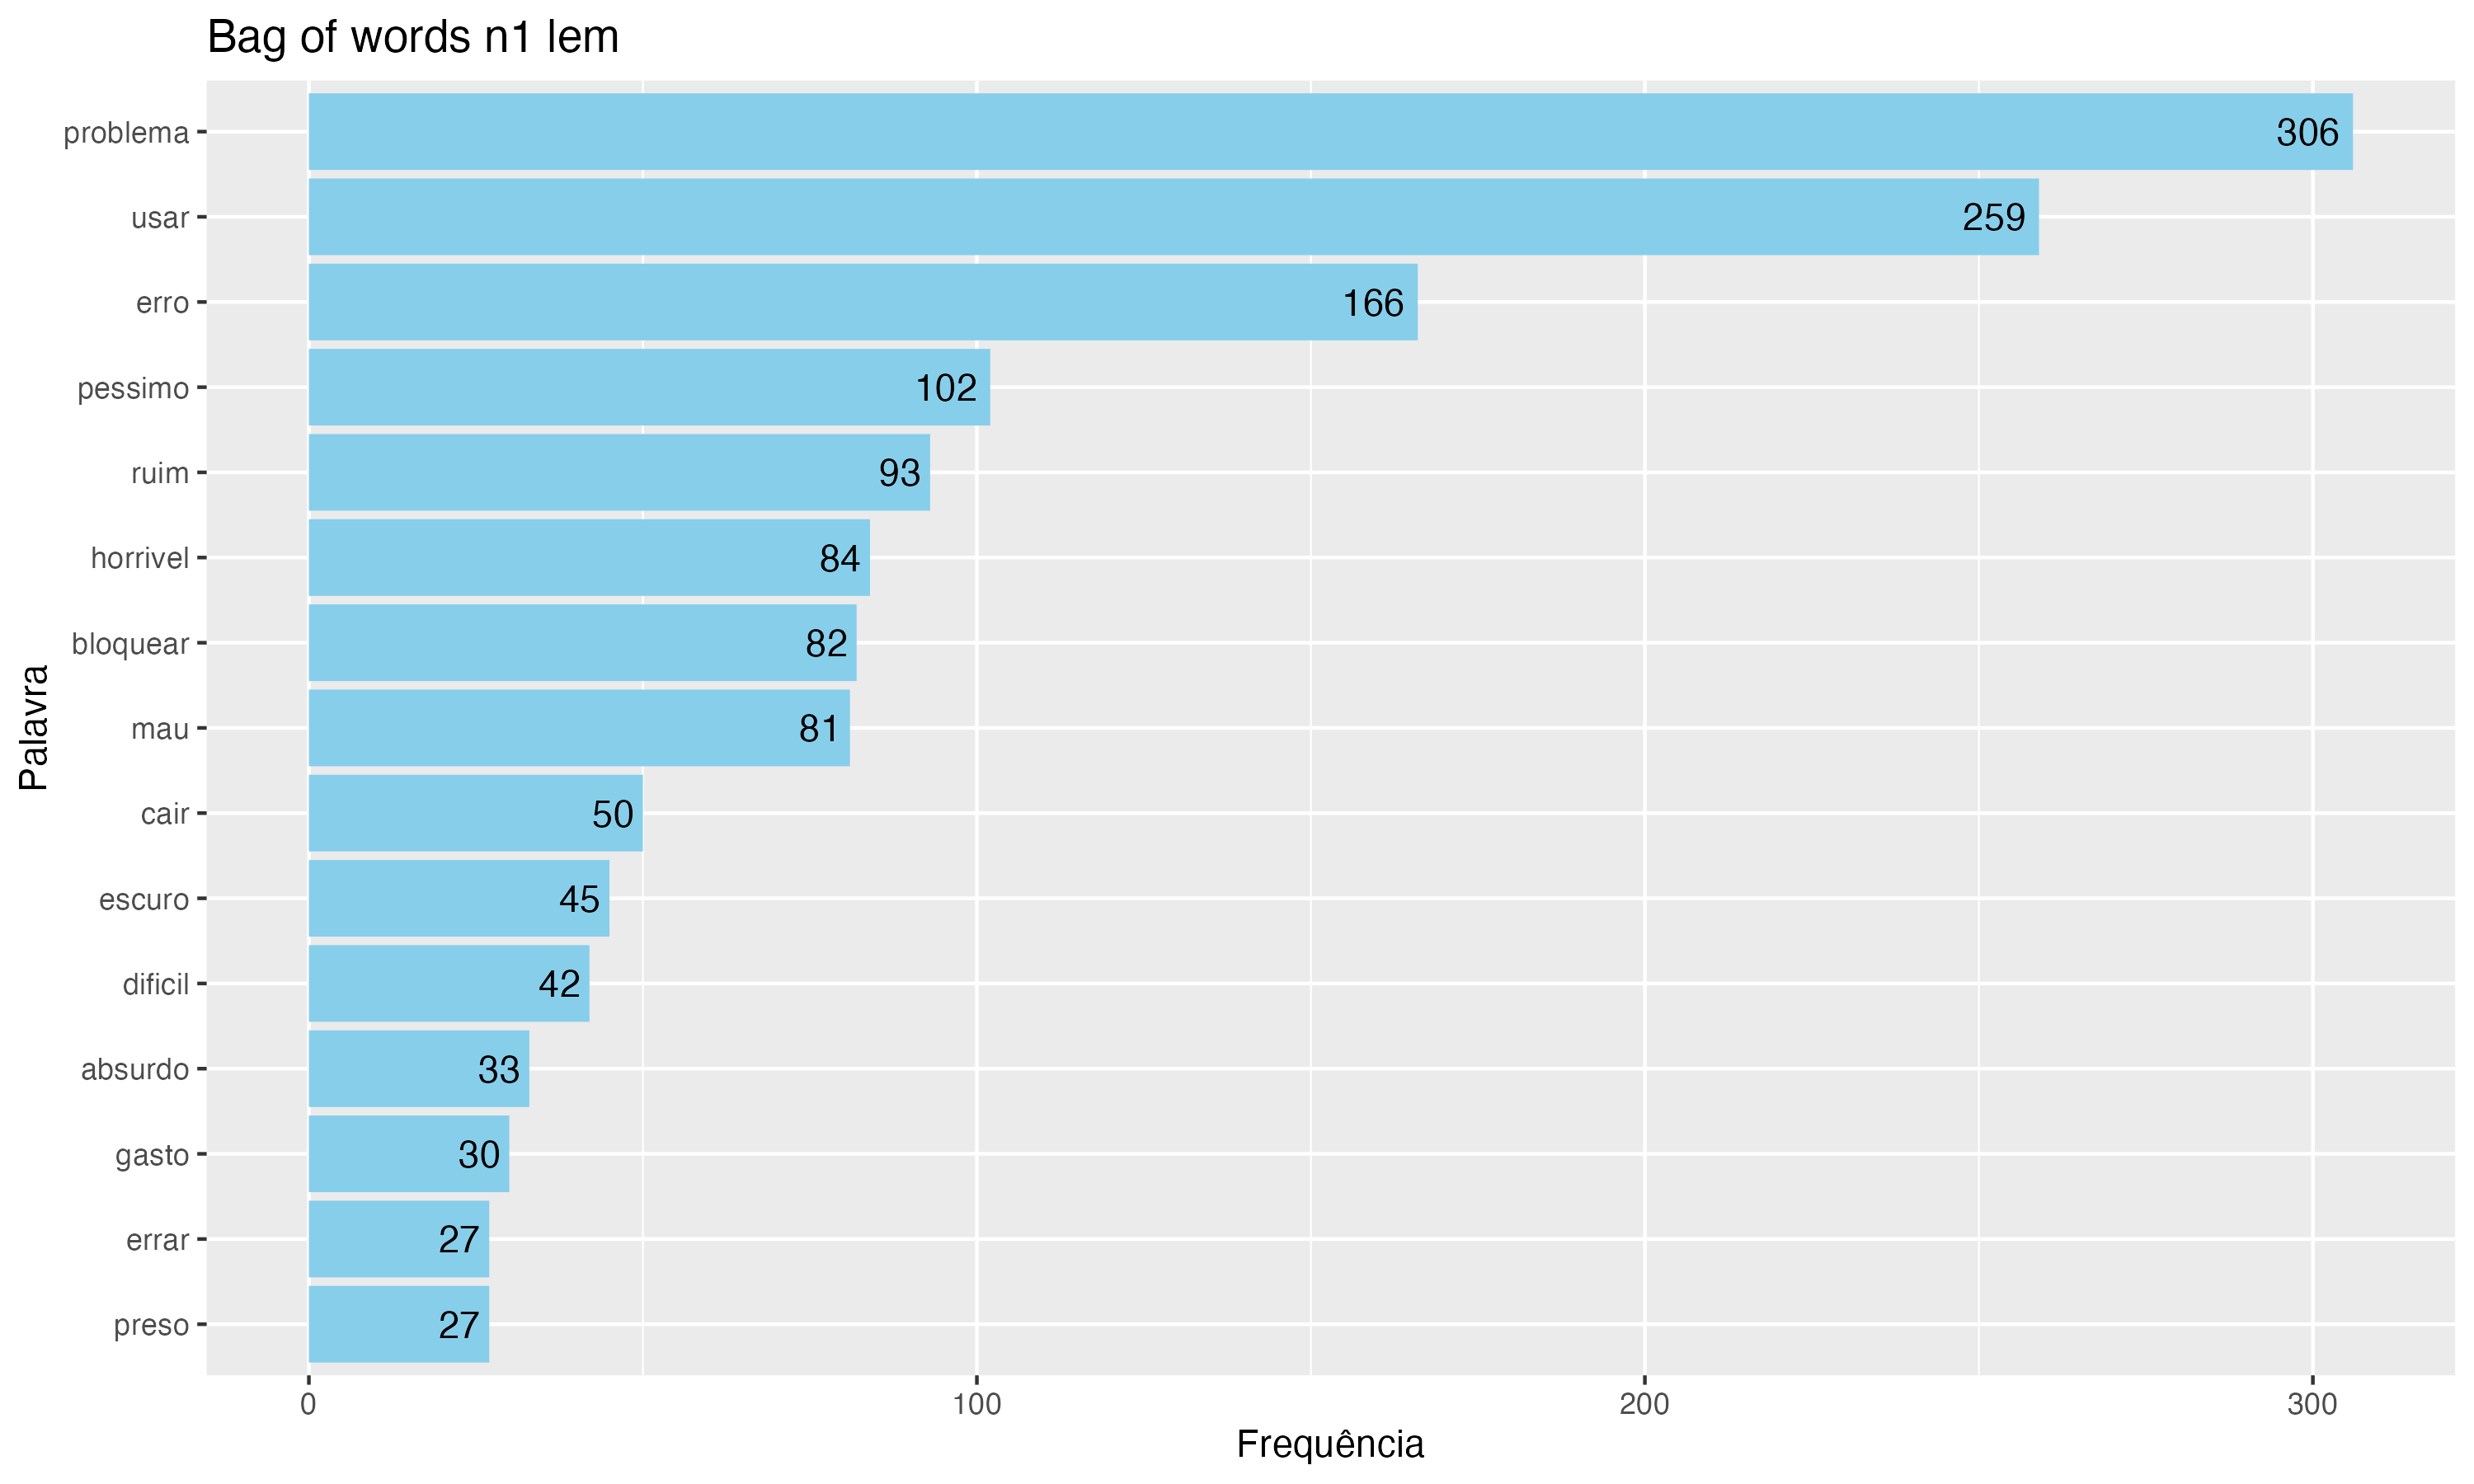 Bag of words n1 lem
problema 306
usar 259
erro 166
pessimo 102
ruim 93
horrivel 84
bloquear 82
mau 81
cair 50
escuro 45
dificil 42
absurdo 33
gasto 30
errar 27
preso 27
Palavra
0 100 200 300
Frequência